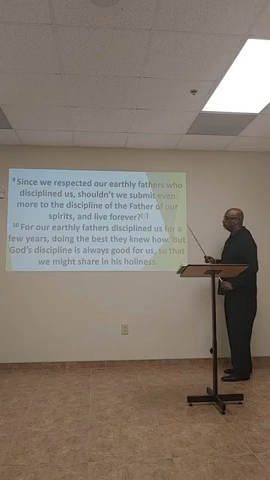 ⁹ Since we respected our earthly fathers who
disciplined us, shouldn't we submit even
more to the discipline of the Father of our
spirits, and live forever?[c]
¹⁰ For our earthly fathers disciplined us for a
few years, doing the best they knew how. But
God's discipline is always good for us, so that
we might share in his holiness.